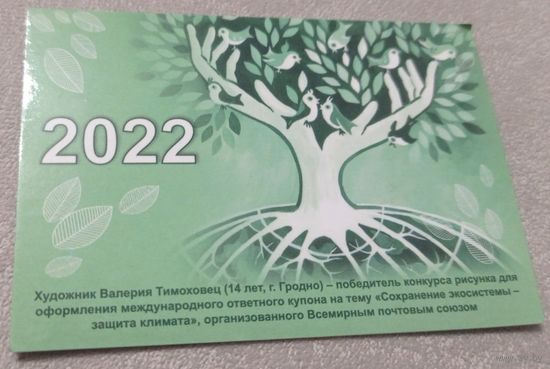 2022
Художник Валерия Тимоховец (14 лет, г. Гродно) – победитель конкурса рисунка для
оформления международного ответного купона на тему «Сохранение экосистемы –
защита климата», организованного Всемирным почтовым союзом